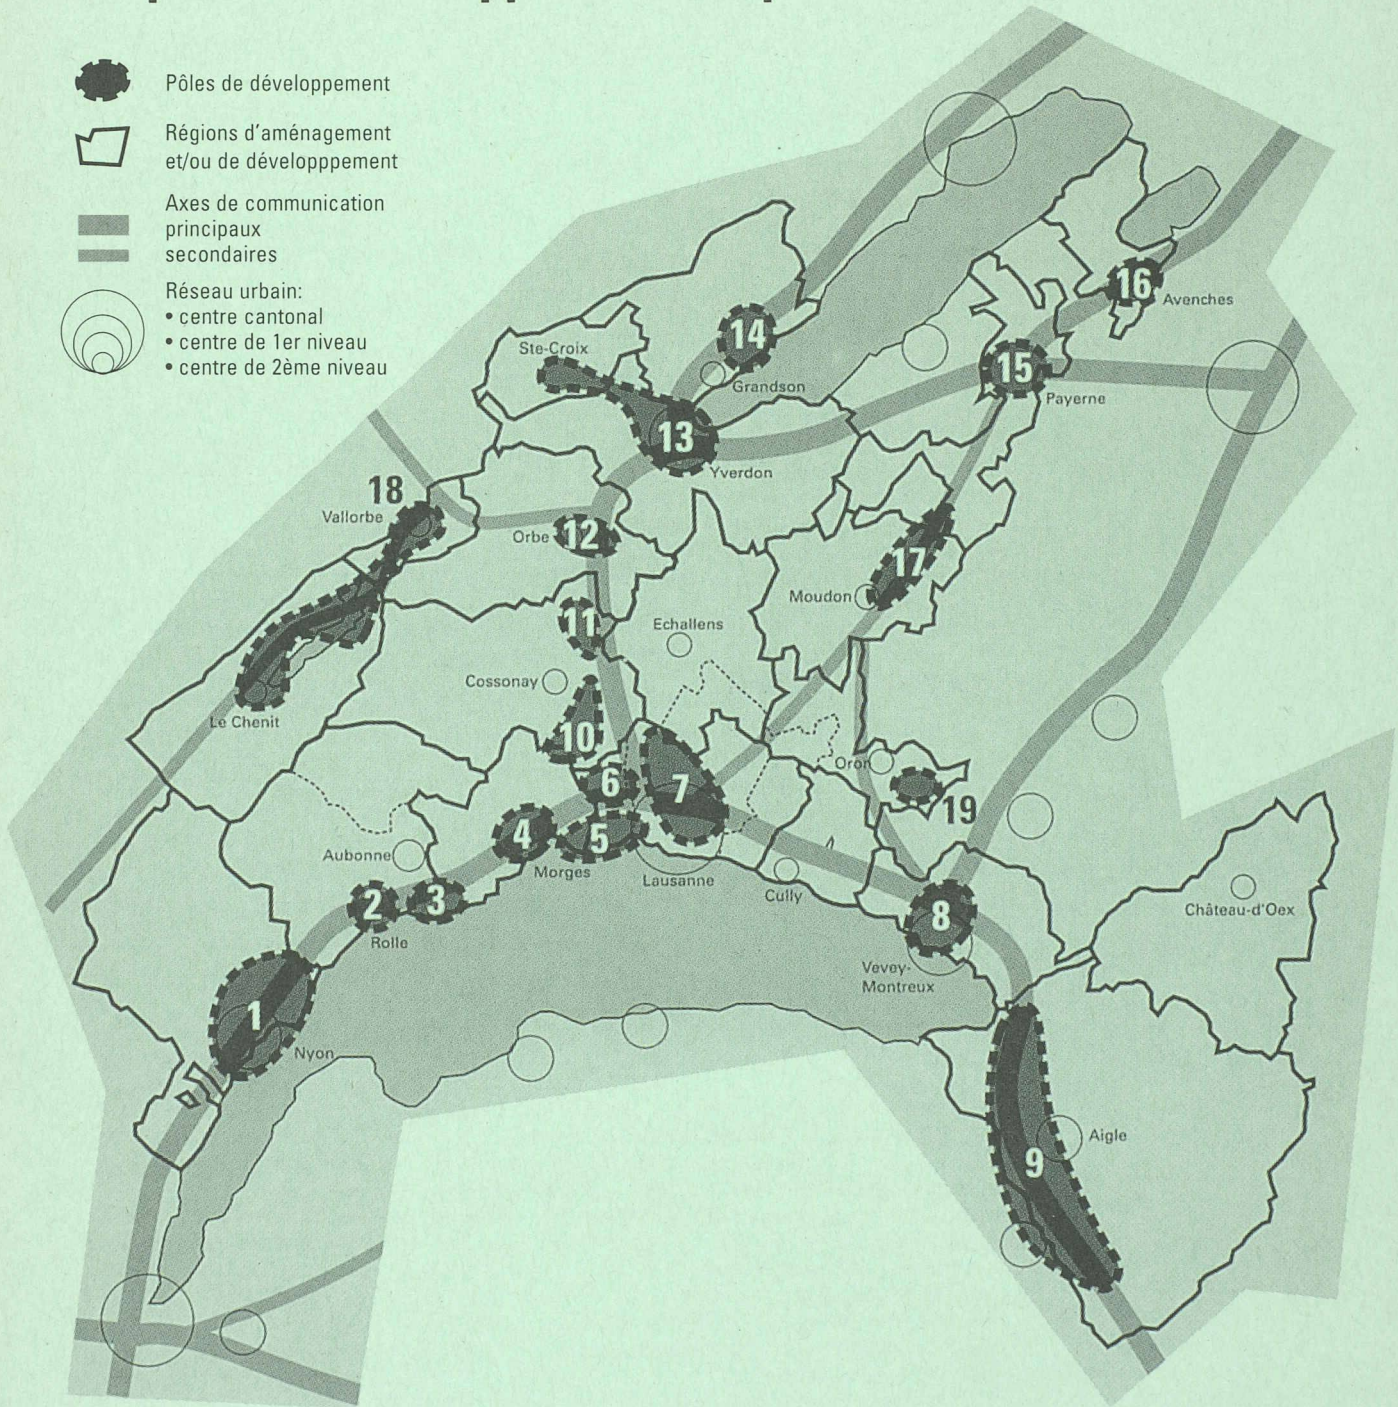 Pôles de développement
Régions d'aménagement
et/ou de développpement
Axes de communication
principaux
secondaires
Réseau urbain:
• centre cantonal
• centre de 1er niveau
• centre de 2ème niveau
16
Avenches
14
Ste-Croix
Grandson
15
Payerne
13
Yverdon
18
Vallorbe
Orbe
12
17
Moudon
11
Echallens
Cossonay
Le Chenit
10
6
7
Oron
19
4
5
Aubonne
Morges
Lausanne
Cully
Château-d'Oex
2
3
8
Rolle
Vevey-
Montreux
1
Nyon
Aigle
9